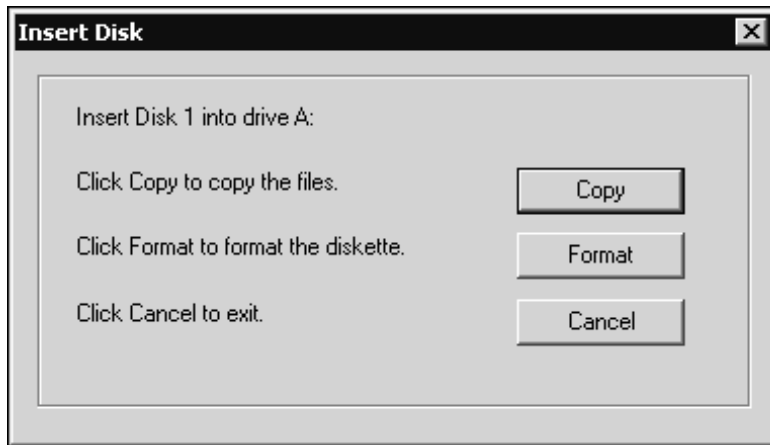 Insert Disk
Insert Disk 1 into drive A:
Click Copy to copy the files.
Copy
Click Format to format the diskette.
Format
Click Cancel to exit.
Cancel